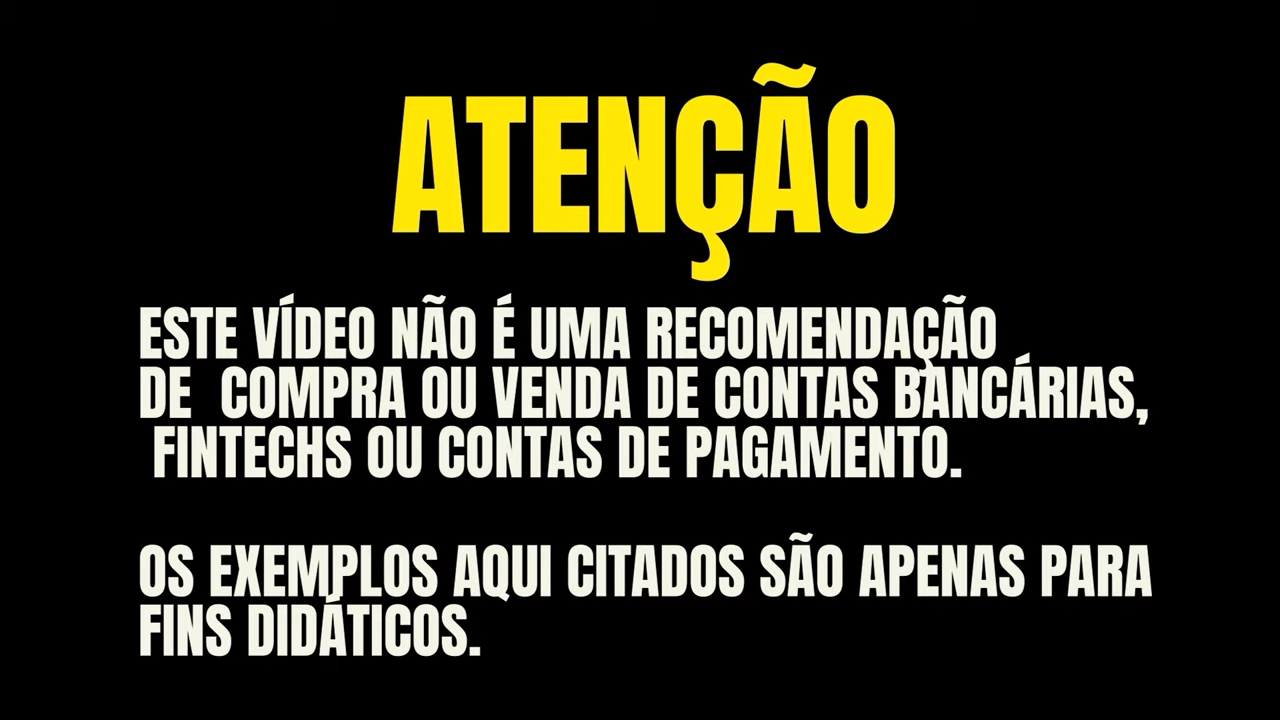 ATENÇÃO
ESTE VÍDEO NÃO É UMA RECOMENDAÇÃO
DE COMPRA OU VENDA DE CONTAS BANCÁRIAS,
FINTECHS OU CONTAS DE PAGAMENTO.
OS EXEMPLOS AQUI CITADOS SÃO APENAS PARA
FINS DIDÁTICOS.